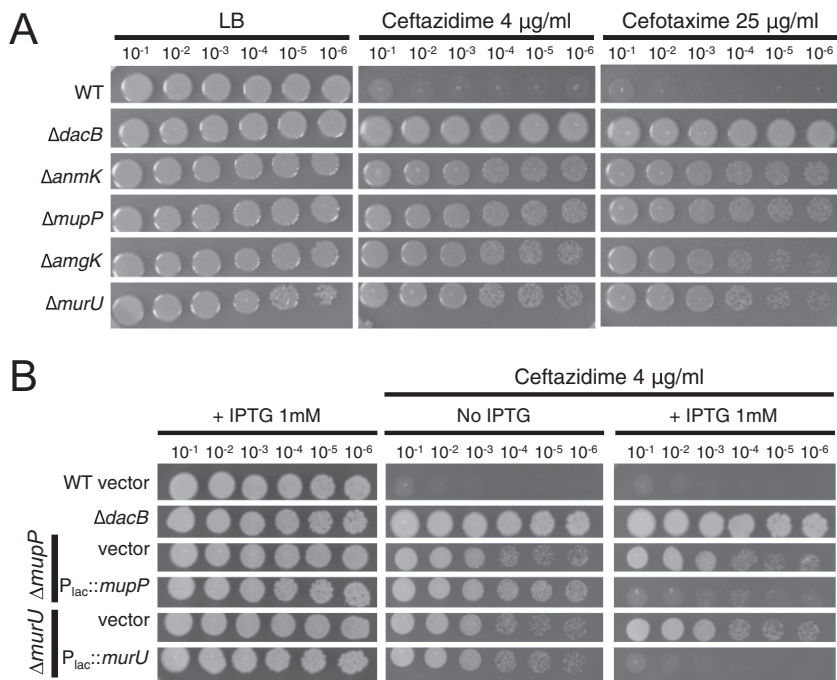 A
LB Ceftazidime 4 µg/ml Cefotaxime 25 µg/ml
10-1 10-2 10-3 10-4 10-5 10-6 10-1 10-2 10-3 10-4 10-5 10-6 10-1 10-2 10-3 10-4 10-5 10-6
WT
ΔdacB
ΔanmK
ΔmupP
ΔamgK
ΔmurU
B
Ceftazidime 4 µg/ml
+ IPTG 1mM No IPTG + IPTG 1mM
10-1 10-2 10-3 10-4 10-5 10-6 10-1 10-2 10-3 10-4 10-5 10-6 10-1 10-2 10-3 10-4 10-5 10-6
WT vector
ΔdacB
ΔmupP
vector
Plac::mupP
ΔmurU
vector
Plac::murU